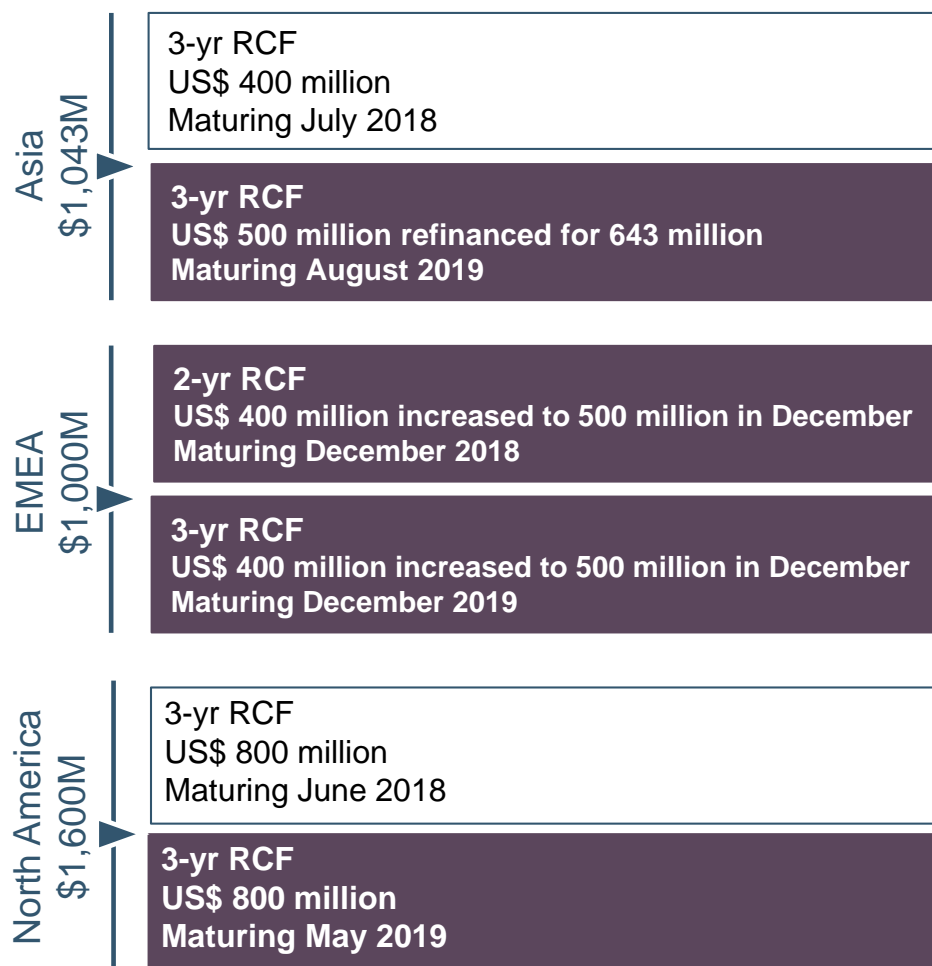 Asia
$1,043M
3-yr RCF
US$ 400 million
Maturing July 2018
3-yr RCF
US$ 500 million refinanced for 643 million
Maturing August 2019
EMEA
$1,000M
2-yr RCF
US$ 400 million increased to 500 million in December
Maturing December 2018
3-yr RCF
US$ 400 million increased to 500 million in December
Maturing December 2019
North America
$1,600M
3-yr RCF
US$ 800 million
Maturing June 2018
3-yr RCF
US$ 800 million
Maturing May 2019